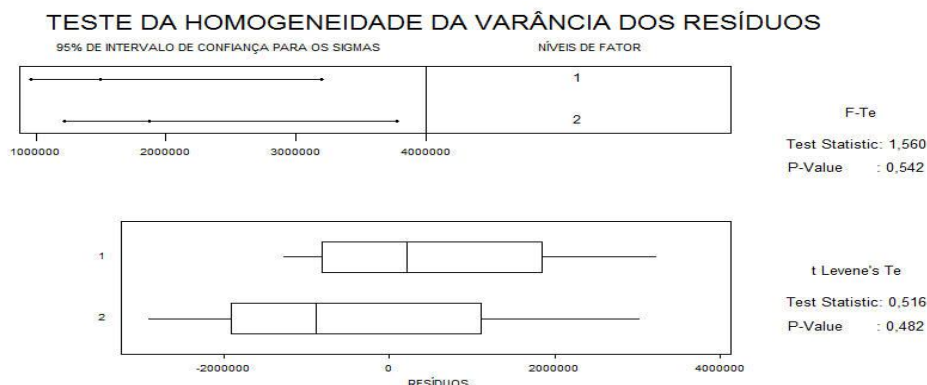 TESTE DA HOMOGENEIDADE DA VARÂNCIA DOS RESÍDUOS
95% DE INTERVALO DE CONFIANÇA PARA OS SIGMAS
NÍVEIS DE FATOR
1
2
1000000 2000000 3000000 4000000
F-Te
Test Statistic: 1,560
P-Value : 0,542
1
2
-2000000 0 2000000 4000000
RESÍDUOS
t Levene's Te
Test Statistic: 0,516
P-Value : 0,482